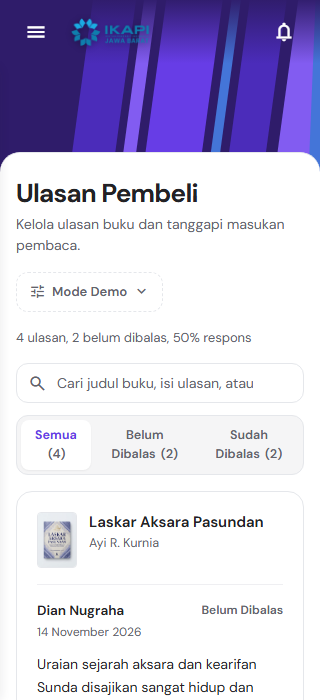 IKAPI
JAWA BARAT
Ulasan Pembeli
Kelola ulasan buku dan tanggapi masukan
pembaca.
Mode Demo
4 ulasan, 2 belum dibalas, 50% respons
Cari judul buku, isi ulasan, atau
Semua
(4)
Belum
Dibalas (2)
Sudah
Dibalas (2)
LASKAR
AKSARA
PASUNDAN
Laskar Aksara Pasundan
Ayi R. Kurnia
Dian Nugraha
Belum Dibalas
14 November 2026
Uraian sejarah aksara dan kearifan
Sunda disajikan sangat hidup dan